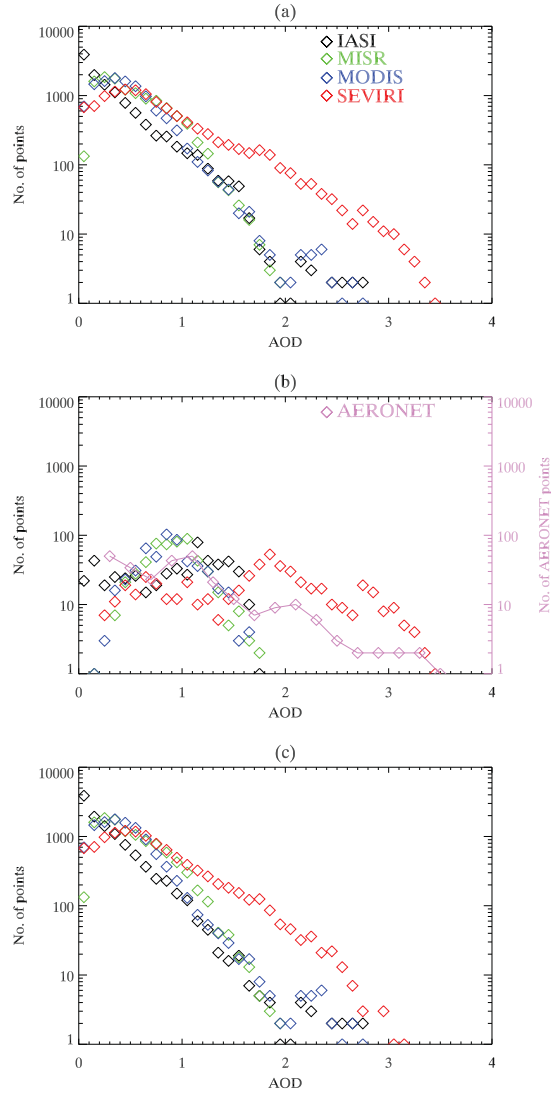 (a)
10000
1000
100
10
1
No. of points
IASI
MISR
MODIS
SEVIRI
0 1 2 3 4
AOD
(b)
10000
1000
100
10
1
No. of points
AERONET
10000
1000
100
10
1
No. of AERONET points
0 1 2 3 4
AOD
(c)
10000
1000
100
10
1
No. of points
0 1 2 3 4
AOD